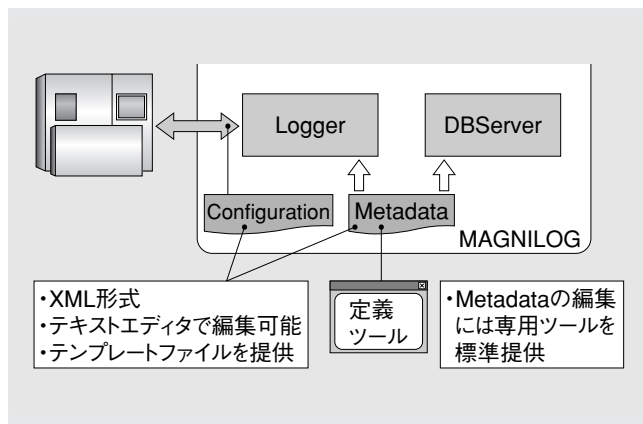 Logger
DBServer
Configuration
Metadata
MAGNILOG
・XML形式
・テキストエディタで編集可能
・テンプレートファイルを提供
定義
ツール
・Metadataの編集
には専用ツールを
標準提供